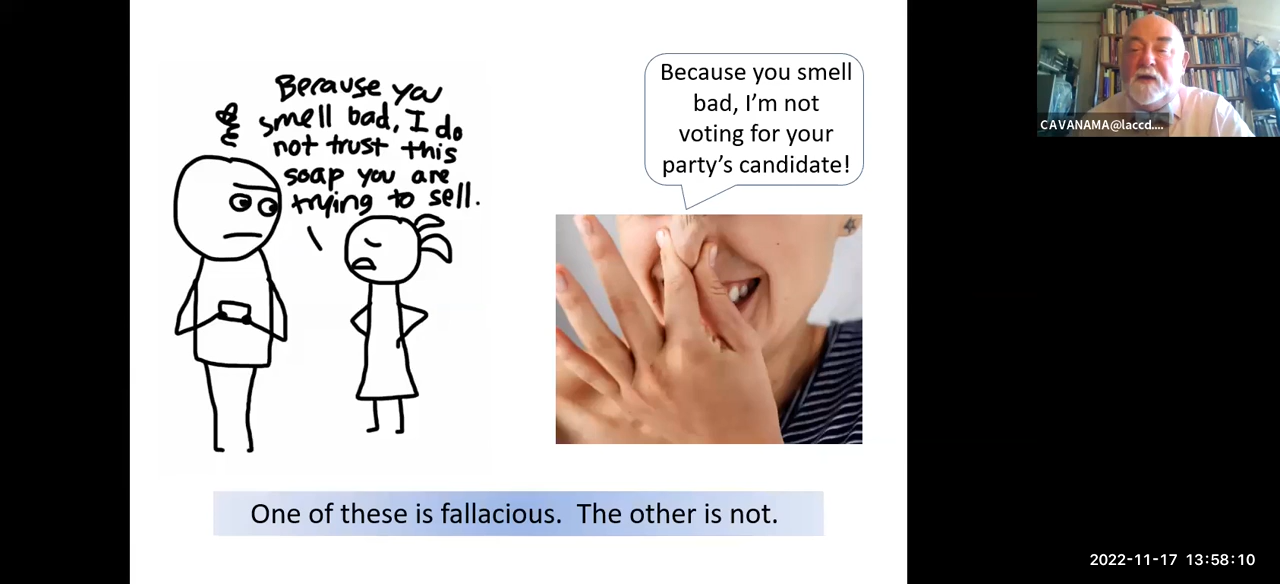 Because you
smell bad, I do
not trust this
soap you are
trying to sell.
Because you smell
bad, I'm not
voting for your
party's candidate!
One of these is fallacious.  The other is not.
CAVANAMA@laccd....
2022-11-17 13:58:10